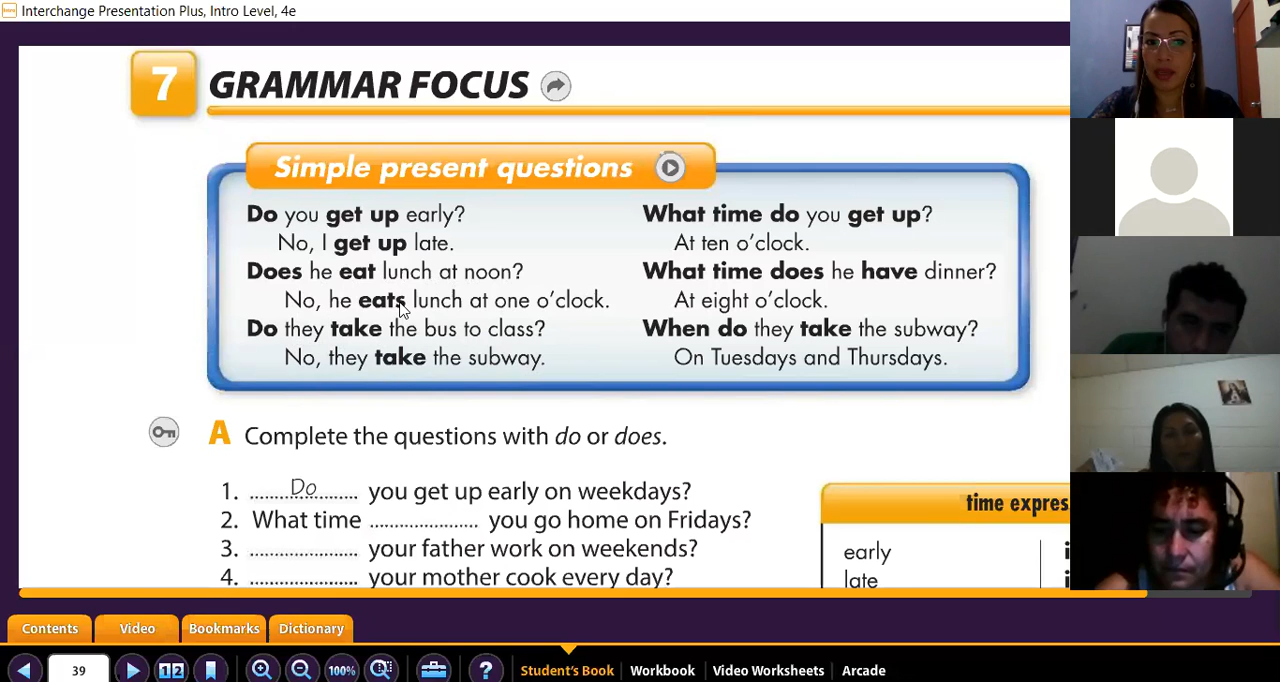 Interchange Presentation Plus, Intro Level, 4e
7 GRAMMAR FOCUS
Simple present questions
Do you get up early?
No, I get up late.
Does he eat lunch at noon?
No, he eats lunch at one o'clock.
Do they take the bus to class?
No, they take the subway.
What time do you get up?
At ten o'clock.
What time does he have dinner?
At eight o'clock.
When do they take the subway?
On Tuesdays and Thursdays.
A Complete the questions with do or does.
1. ......Do...... you get up early on weekdays?
2. What time .................... you go home on Fridays?
3. .................... your father work on weekends?
4. .................... your mother cook every day?
time expres
early
late
Contents Video Bookmarks Dictionary
39 1 2 100% ? Student's Book Workbook Video Worksheets Arcade